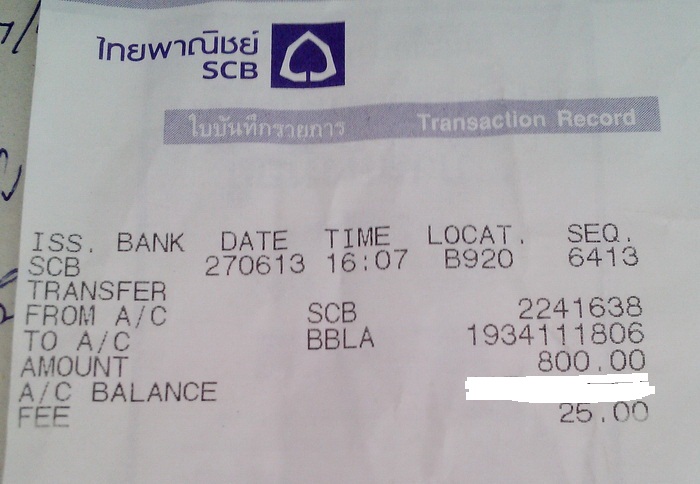 ไทยพาณิชย์
SCB
ใบบันทึกรายการ Transaction Record
ISS. BANK DATE TIME LOCAT. SEQ.
SCB 270613 16:07 B920 6413
TRANSFER
FROM A/C SCB 2241638
TO A/C BBLA 1934111806
AMOUNT 800.00
A/C BALANCE
FEE 25.00